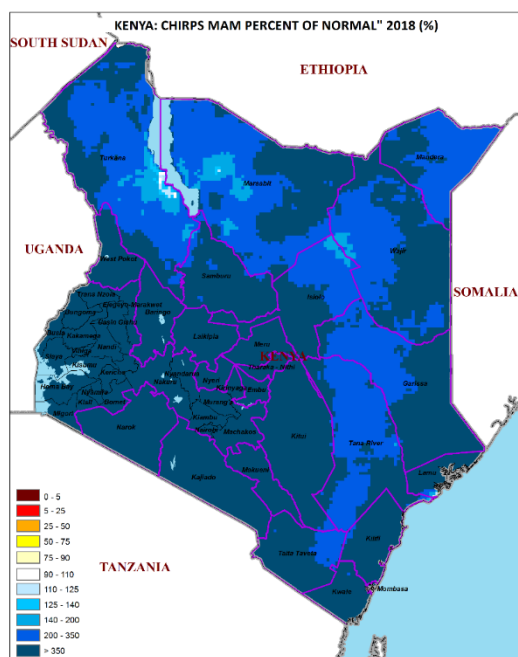 KENYA: CHIRPS MAM PERCENT OF NORMAL" 2018 (%)
SOUTH SUDAN
ETHIOPIA
Turkana
Marsabit
Mandera
UGANDA
West Pokot
Wajir
Samburu
SOMALIA
Trans Nzoia
Elegyo-Marakwet
Baringo
Isiolo
Bungoma
Uasin Gishu
Busia
Kakamega
Laikipia
Meru
Siaya
Vihiga
Nandi
KENYA
Kisumu
Tharaka - Nithi
Garissa
Homa Bay
Kericho
Nyandarua
Nakuru
Nyeri
Embu
Nyamira
Kirinyaga
Kisii
Bomet
Murang'a
Migori
Kiambu
Kitui
Tana River
Narok
Nairobi
Machakos
Lamu
Kajiado
Makueni
0 - 5
5 - 25
25 - 50
50 - 75
75 - 90
90 - 110
110 - 125
125 - 140
140 - 200
200 - 350
> 350
TANZANIA
Taita Taveta
Kilifi
Kwale
Mombasa